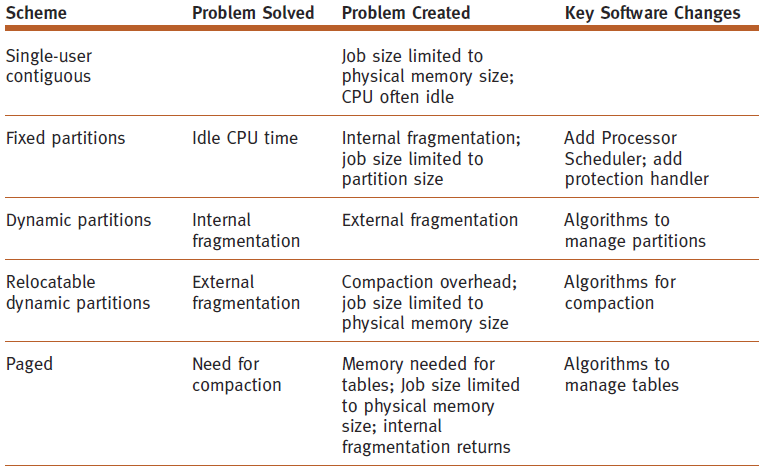 Scheme Problem Solved Problem Created Key Software Changes
Single-user contiguous
Job size limited to physical memory size; CPU often idle
Fixed partitions
Idle CPU time
Internal fragmentation; job size limited to partition size
Add Processor Scheduler; add protection handler
Dynamic partitions
Internal fragmentation
External fragmentation
Algorithms to manage partitions
Relocatable dynamic partitions
External fragmentation
Compaction overhead; job size limited to physical memory size
Algorithms for compaction
Paged
Need for compaction
Memory needed for tables; Job size limited to physical memory size; internal fragmentation returns
Algorithms to manage tables